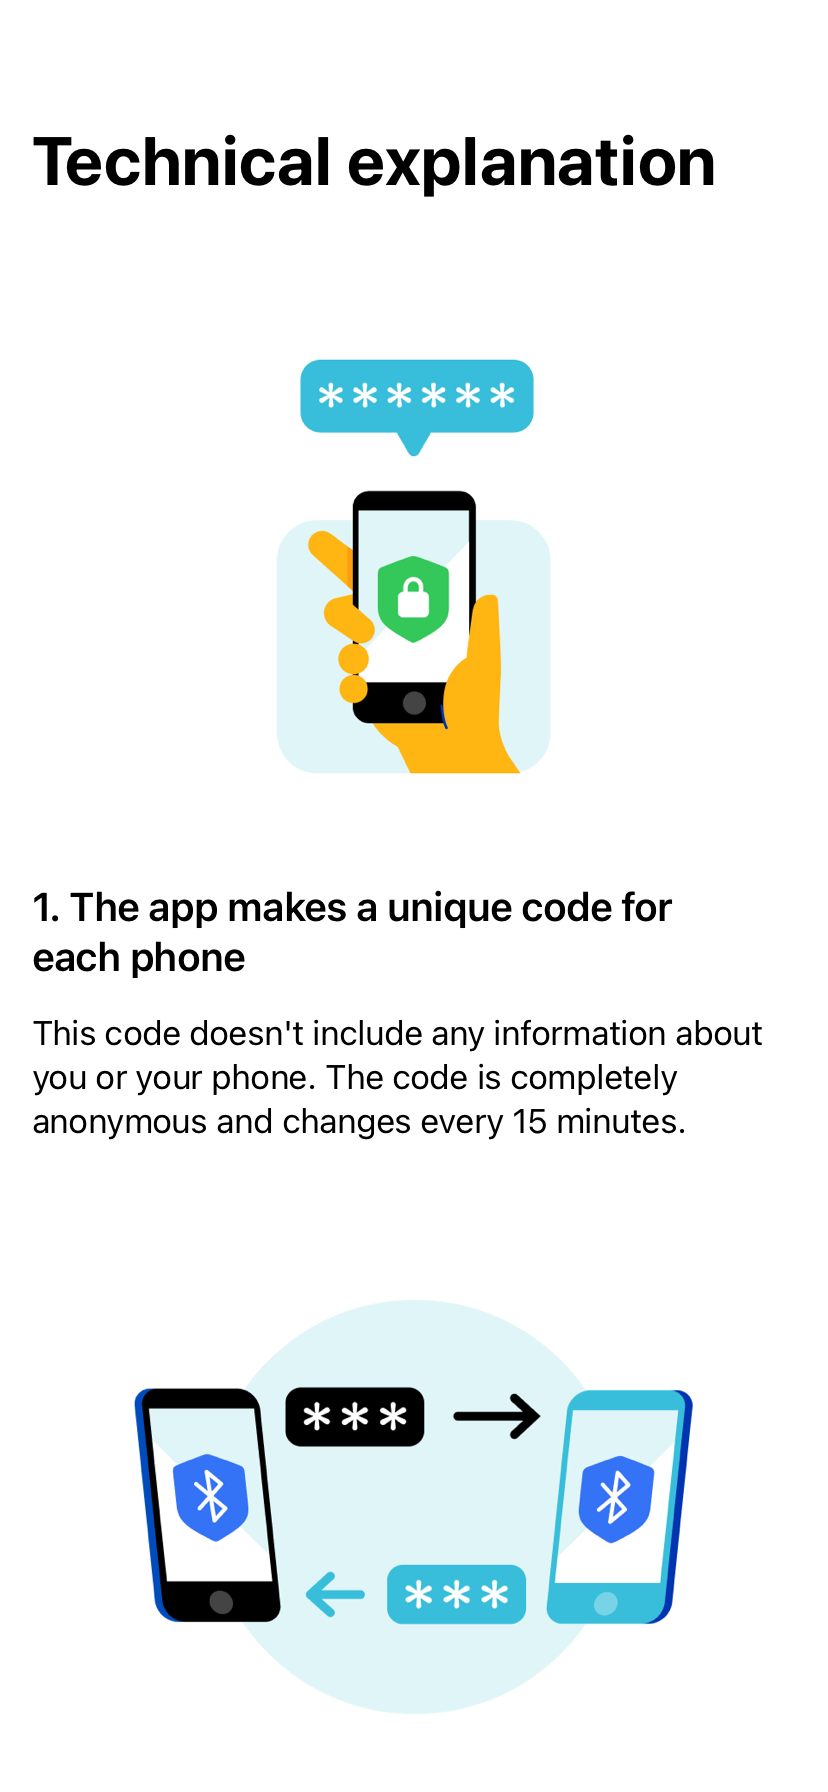 Technical explanation
******
1. The app makes a unique code for
each phone
This code doesn't include any information about
you or your phone. The code is completely
anonymous and changes every 15 minutes.
***
***